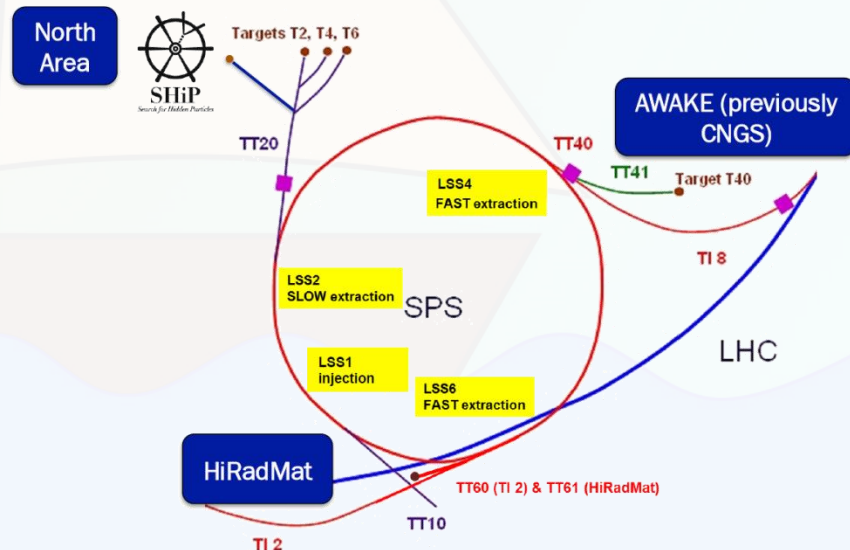 North
Area
SHiP
Search for Hidden Particles
Targets T2, T4, T6
AWAKE (previously
CNGS)
TT20
TT40
TT41
Target T40
LSS4
FAST extraction
TI 8
LSS2
SLOW extraction
SPS
LHC
LSS1
injection
LSS6
FAST extraction
HiRadMat
TT60 (TI 2) & TT61 (HiRadMat)
TT10
TI 2